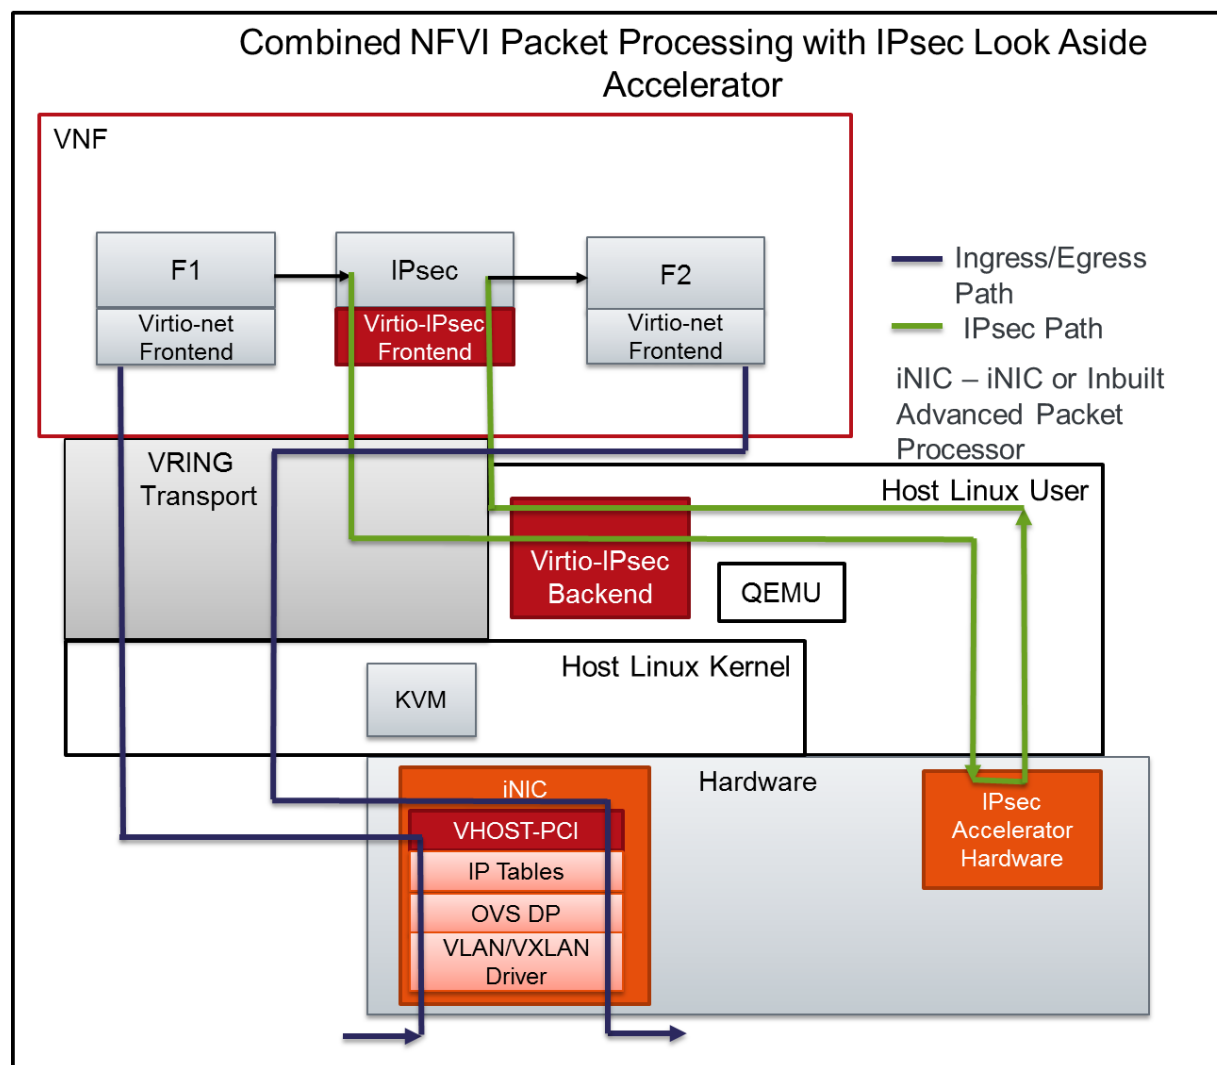 Combined NFVI Packet Processing with IPsec Look Aside
Accelerator
VNF
F1
IPsec
F2
Virtio-net
Frontend
Virtio-IPsec
Frontend
Virtio-net
Frontend
Ingress/Egress
Path
IPsec Path
iNIC – iNIC or Inbuilt
Advanced Packet
Processor
VRING
Transport
Host Linux User
Virtio-IPsec
Backend
QEMU
Host Linux Kernel
KVM
Hardware
iNIC
VHOST-PCI
IP Tables
OVS DP
VLAN/VXLAN
Driver
IPsec
Accelerator
Hardware